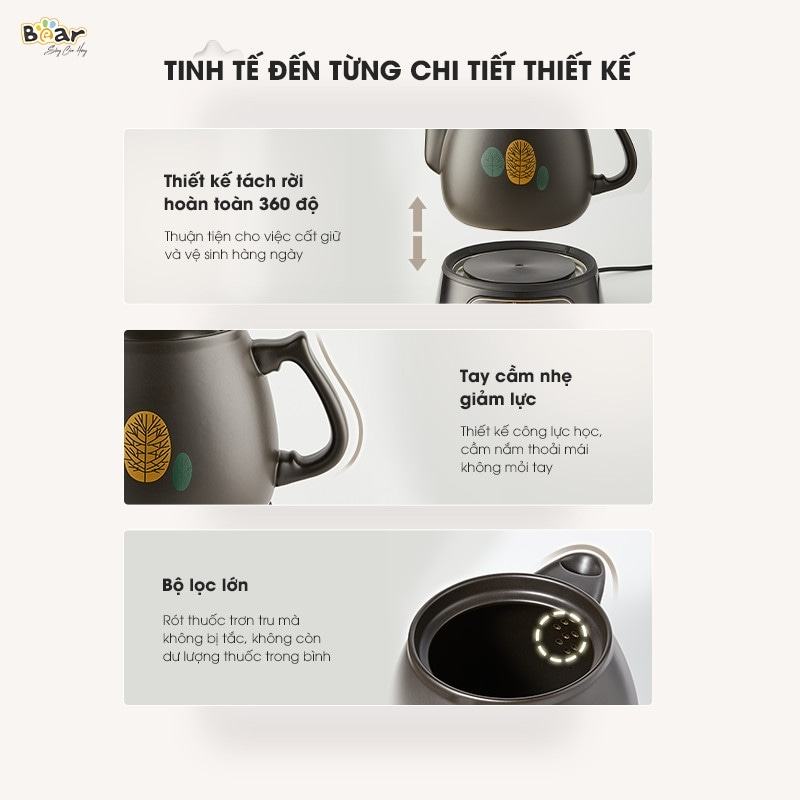 Bear
Sống Cân Hưng
TINH TẾ ĐẾN TỪNG CHI TIẾT THIẾT KẾ
Thiết kế tách rời
hoàn toàn 360 độ
Thuận tiện cho việc cất giữ
và vệ sinh hàng ngày
Tay cầm nhẹ
giảm lực
Thiết kế công lực học,
cầm nắm thoải mái
không mỏi tay
Bộ lọc lớn
Rót thuốc trơn tru mà
không bị tắc, không còn
dư lượng thuốc trong bình